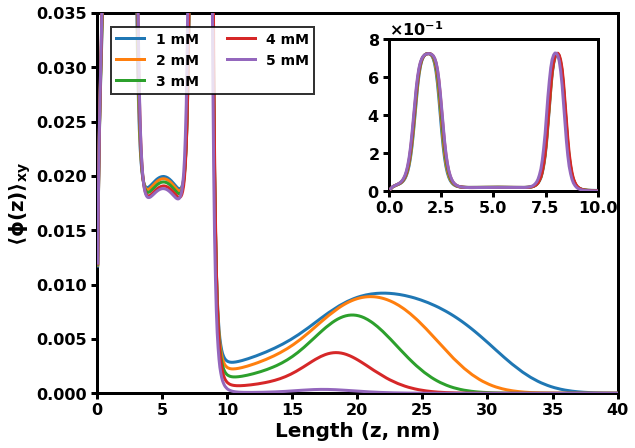 0.035
0.030
0.025
0.020
0.015
0.010
0.005
0.000
⟨ϕ(z)⟩xy
1 mM
2 mM
3 mM
4 mM
5 mM
×10⁻¹
8
6
4
2
0
0.0 2.5 5.0 7.5 10.0
0 5 10 15 20 25 30 35 40
Length (z, nm)